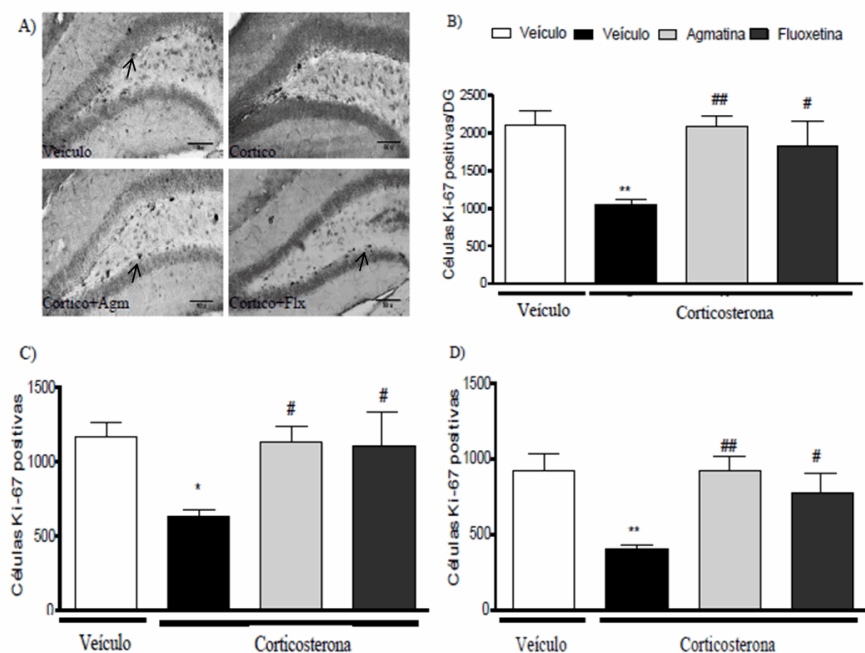 A)
Veículo
Cortico
Cortico+Agm
Cortico+Flx
B)
Veículo
Veículo
Agmatina
Fluoxetina
Células Ki-67 positivas/DG
2500
2000
1500
1000
500
0
**
##
#
Veículo
Corticosterona
C)
Células Ki-67 positivas
1500
1000
500
0
*
#
#
Veículo
Corticosterona
D)
Células Ki-67 positivas
1500
1000
500
0
**
##
#
Veículo
Corticosterona